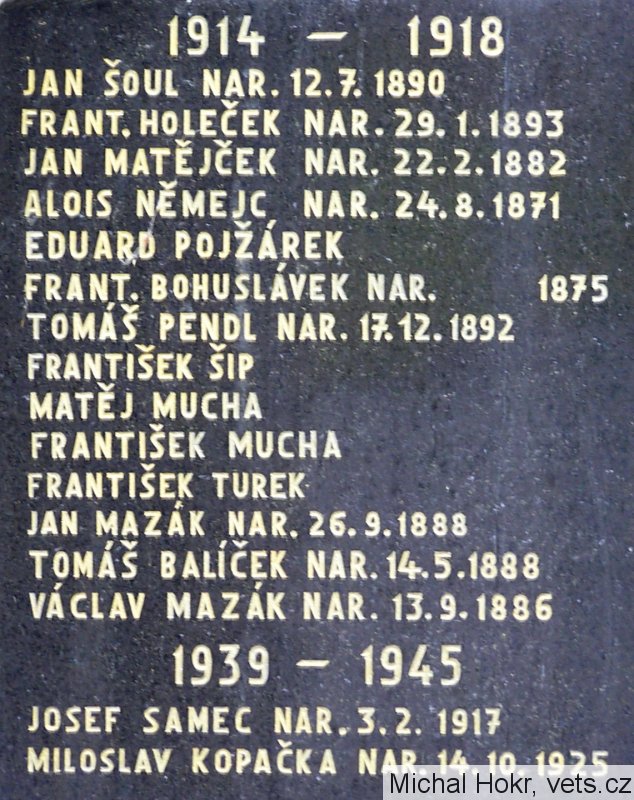 1914 – 1918
JAN ŠOUL NAR. 12.7. 1890
FRANT. HOLEČEK NAR. 29. 1. 1893
JAN MATĚJČEK NAR. 22.2. 1882
ALOIS NĚMEJC NAR. 24.8. 1871
EDUARD POJŽÁREK
FRANT. BOHUSLÁVEK NAR. 1875
TOMÁŠ PENDL NAR. 17.12. 1892
FRANTIŠEK ŠIP
MATĚJ MUCHA
FRANTIŠEK MUCHA
FRANTIŠEK TUREK
JAN MAZÁK NAR. 26.9.1888
TOMÁŠ BALÍČEK NAR. 14.5.1888
VÁCLAV MAZÁK NAR. 13.9.1886
1939 – 1945
JOSEF SAMEC NAR. 3.2. 1917
MILOSLAV KOPAČKA NAR. 14.10.1925
Michal Hokr, vets.cz